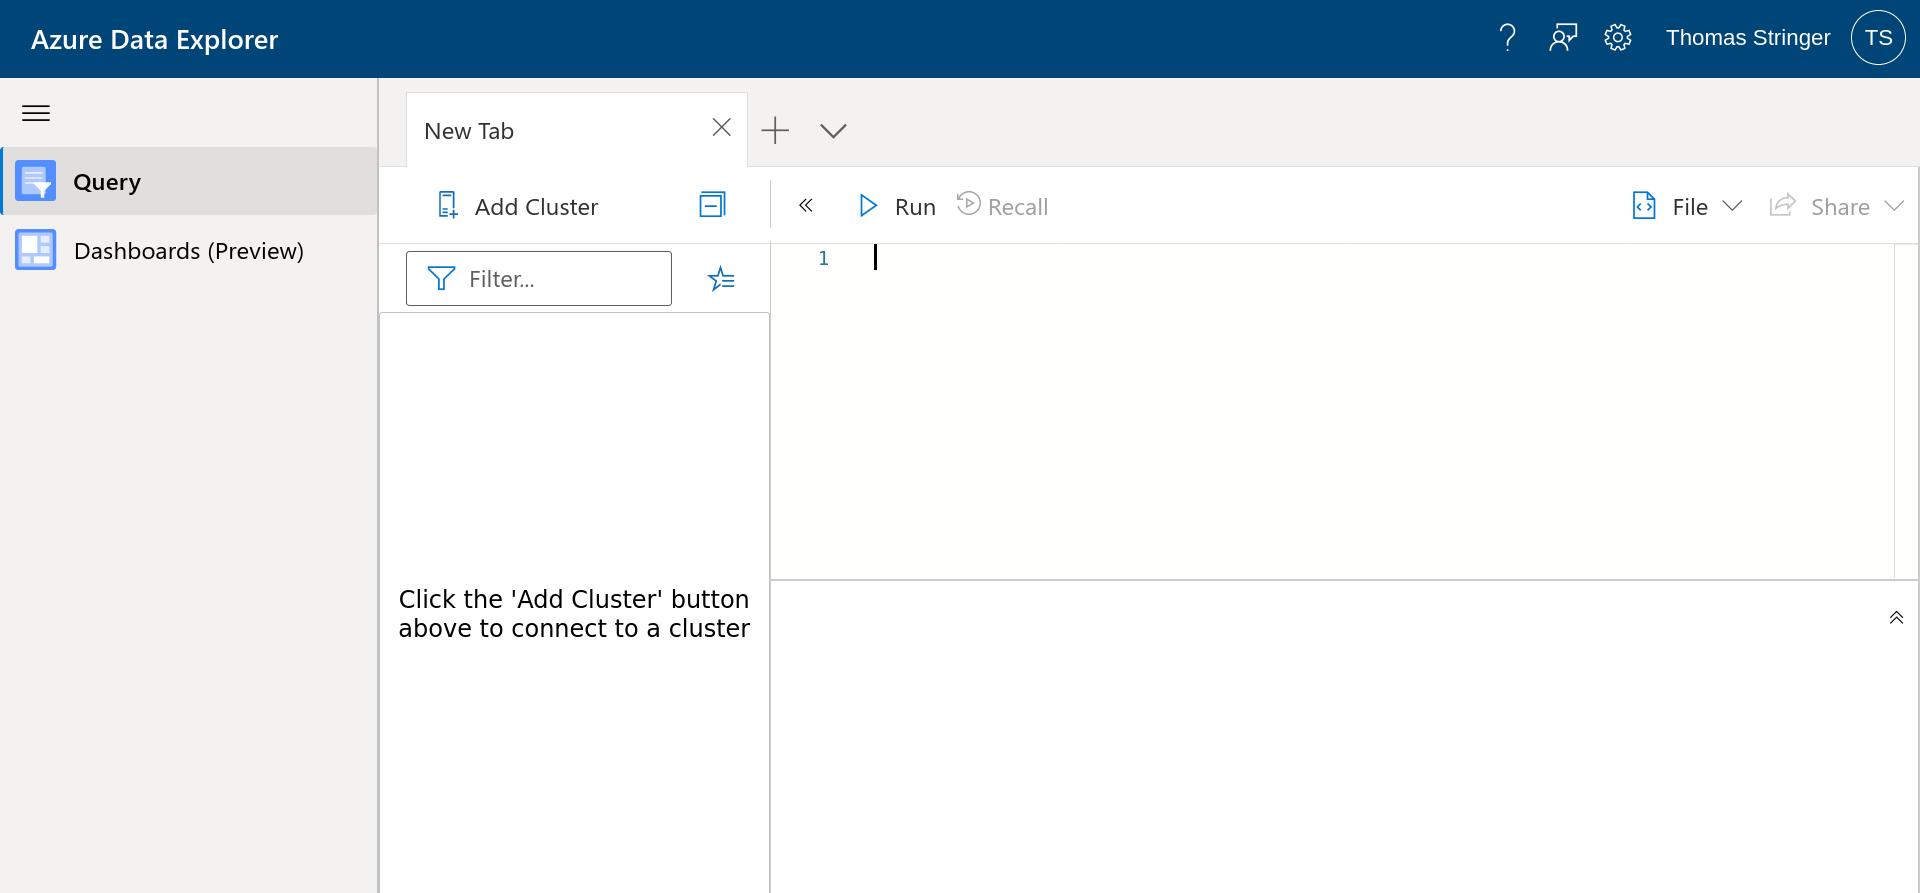 Azure Data Explorer
Thomas Stringer
TS
New Tab
Query
Add Cluster
Run
Recall
File
Share
Dashboards (Preview)
Filter...
1
Click the 'Add Cluster' button
above to connect to a cluster